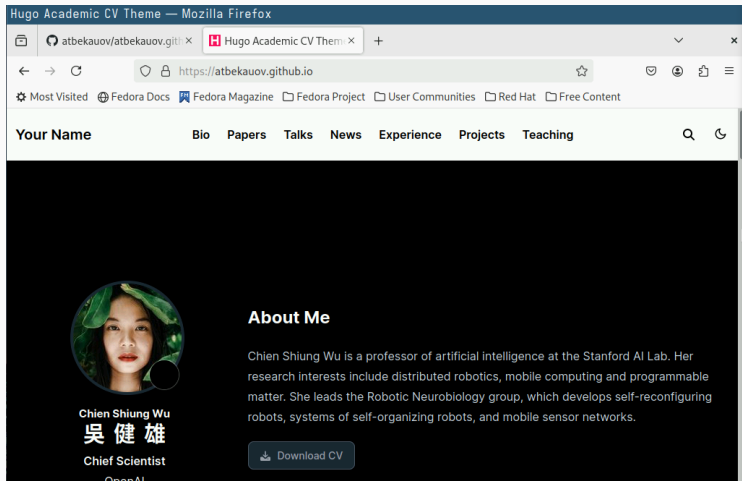 Hugo Academic CV Theme — Mozilla Firefox
atbekauov/atbekauov.gith
Hugo Academic CV Theme
https://atbekauov.github.io
Most Visited Fedora Docs Fedora Magazine Fedora Project User Communities Red Hat Free Content
Your Name Bio Papers Talks News Experience Projects Teaching
About Me
Chien Shiung Wu is a professor of artificial intelligence at the Stanford AI Lab. Her
research interests include distributed robotics, mobile computing and programmable
matter. She leads the Robotic Neurobiology group, which develops self-reconfiguring
robots, systems of self-organizing robots, and mobile sensor networks.
Download CV
Chien Shiung Wu
吳健雄
Chief Scientist
OpenAI